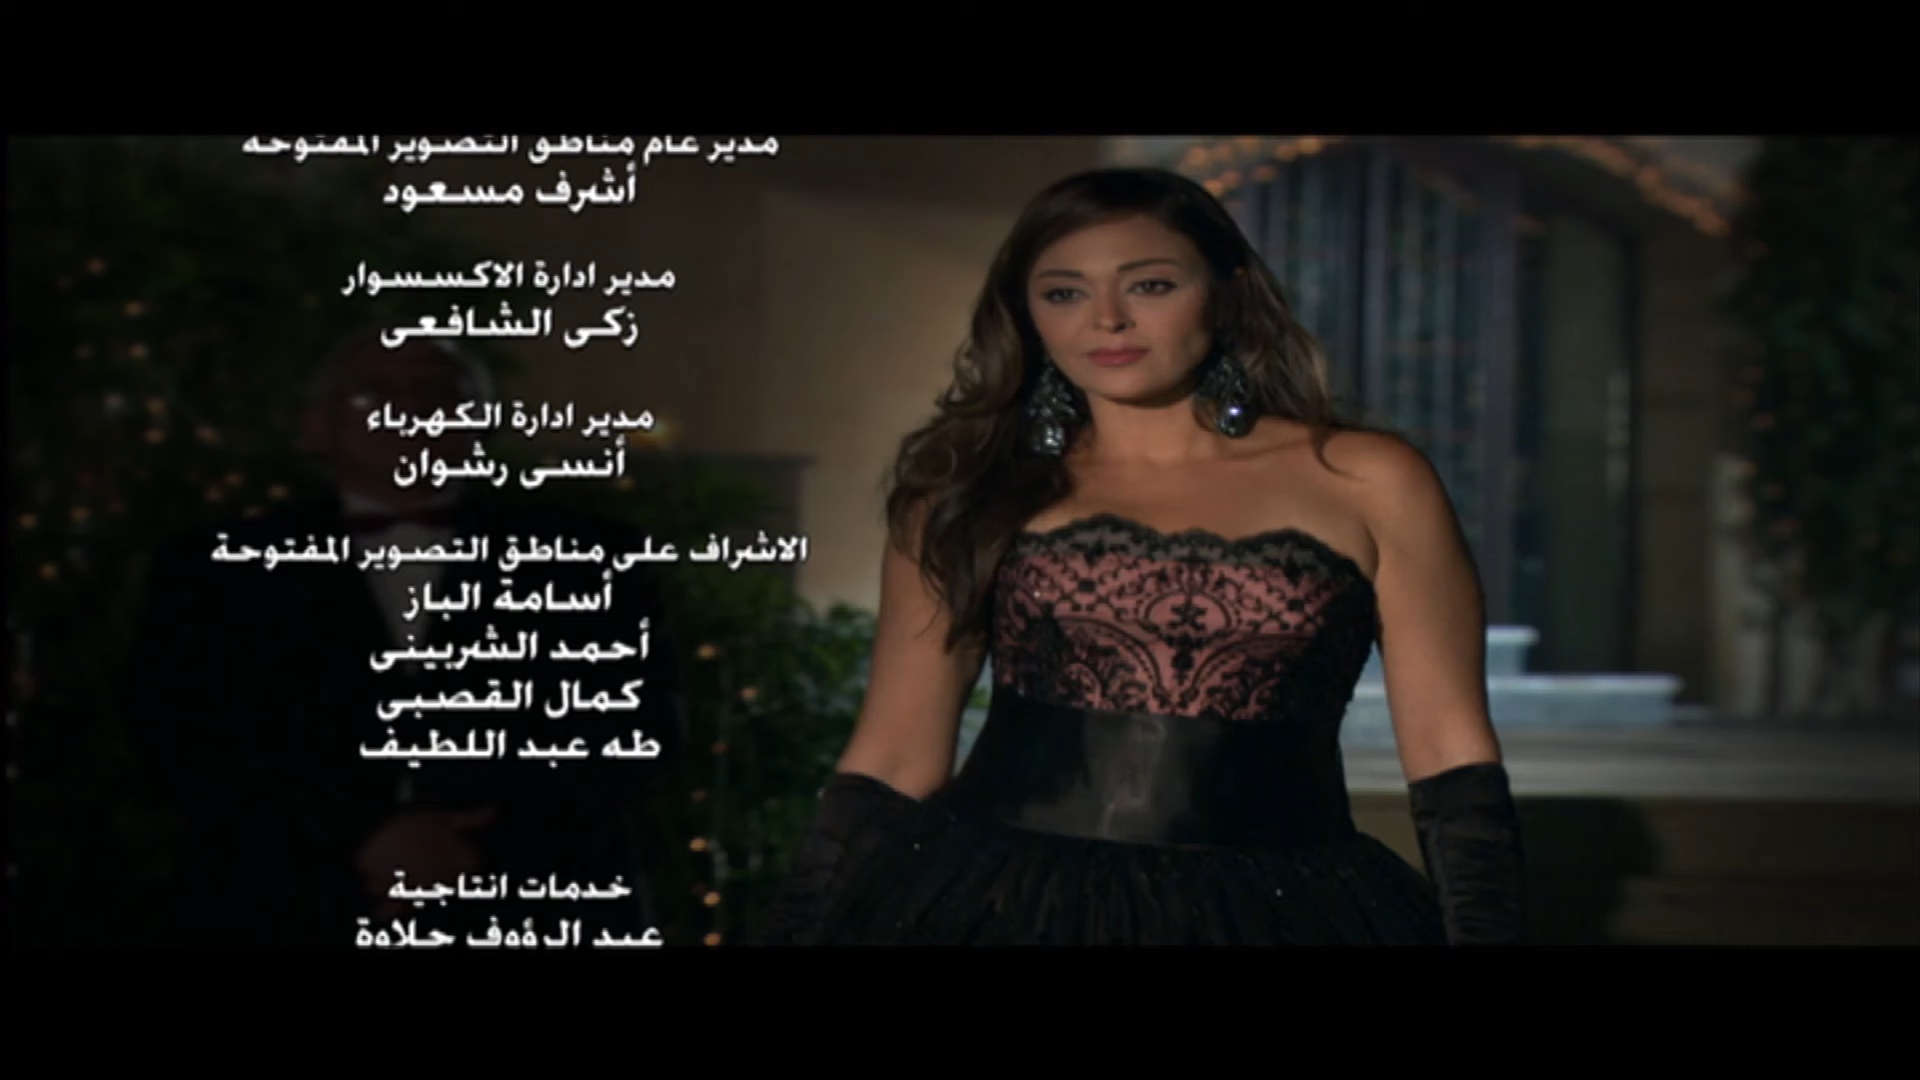 مدير عام مناطق التصوير المفتوحة
أشرف مسعود
مدير ادارة الاكسسوار
زكى الشافعى
مدير ادارة الكهرباء
أنسى رشوان
الاشراف على مناطق التصوير المفتوحة
أسامة الباز
أحمد الشربينى
كمال القصبى
طه عبد اللطيف
خدمات انتاجية
عبد الرؤوف حلاوة